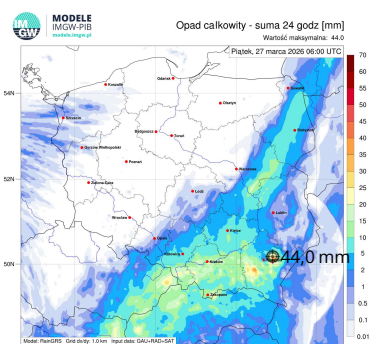 IM
GW
MODELE
IMGW-PIB
modele.imgw.pl
Opad całkowity - suma 24 godz [mm]
Wartość maksymalna: 44.0
Piątek, 27 marca 2026 06:00 UTC
54N
52N
50N
Koszalin
Gdańsk
Suwałki
Szczecin
Olsztyn
Białystok
Bydgoszcz
Toruń
Gorzów Wielkopolski
Poznań
Warszawa
Zielona Góra
Łódź
Wrocław
Lublin
Opole
Kielce
Katowice
Kraków
Zakopane
44,0 mm
70
60
55
50
45
40
35
30
25
20
15
10
5
2
1
0.5
0.1
0.01
Model: RainGRS Grid dx/dy: 1.0 km Input data: GAU+RAD+SAT